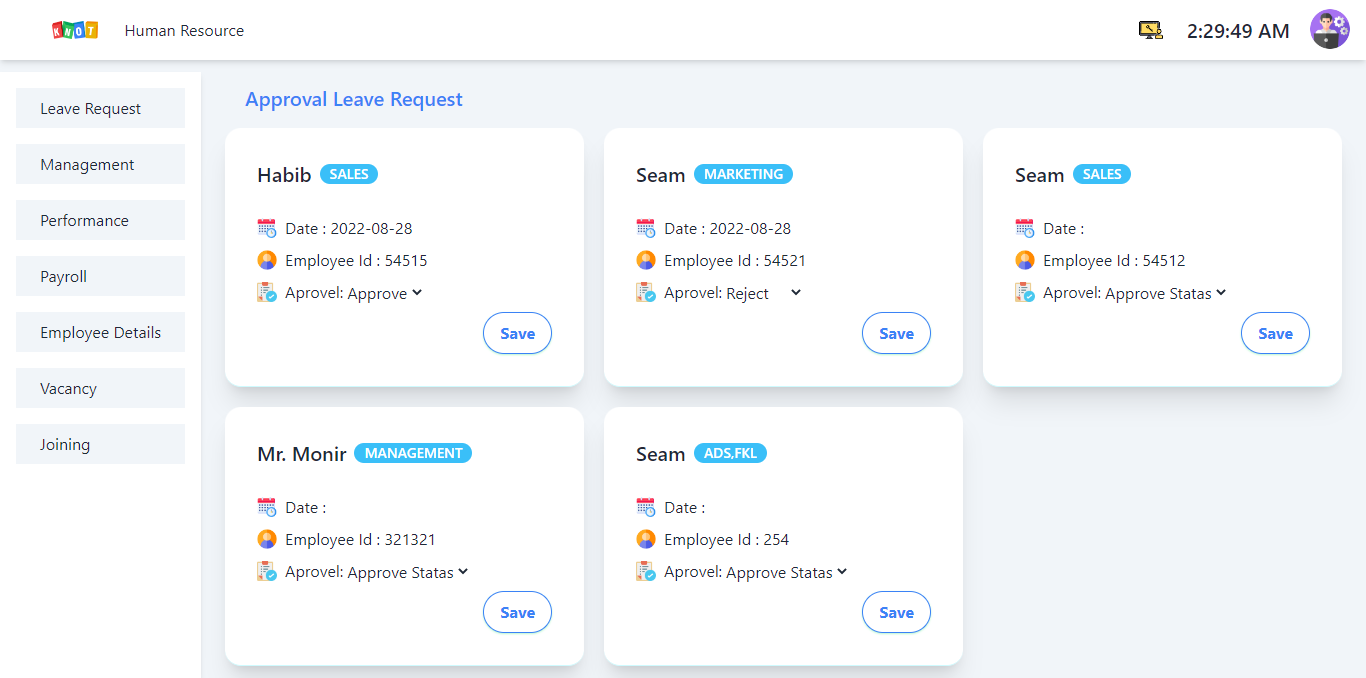 KNOT Human Resource 2:29:49 AM
Leave Request
Management
Performance
Payroll
Employee Details
Vacancy
Joining
Approval Leave Request
Habib SALES
Date : 2022-08-28
Employee Id : 54515
Aprovel: Approve
Save
Seam MARKETING
Date : 2022-08-28
Employee Id : 54521
Aprovel: Reject
Save
Seam SALES
Date :
Employee Id : 54512
Aprovel: Approve Statas
Save
Mr. Monir MANAGEMENT
Date :
Employee Id : 321321
Aprovel: Approve Statas
Save
Seam ADS,FKL
Date :
Employee Id : 254
Aprovel: Approve Statas
Save